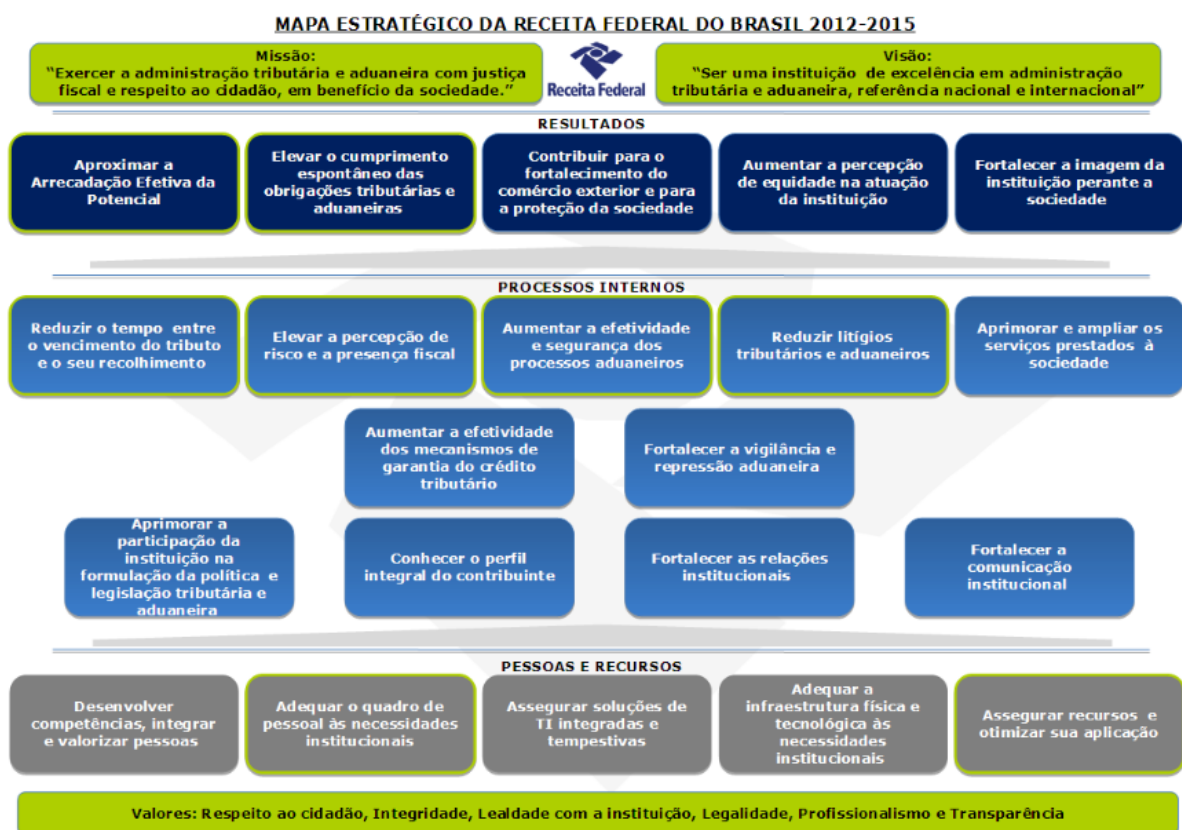 MAPA ESTRATÉGICO DA RECEITA FEDERAL DO BRASIL 2012-2015
Missão:
“Exercer a administração tributária e aduaneira com justiça
fiscal e respeito ao cidadão, em benefício da sociedade.”
Receita Federal
Visão:
“Ser uma instituição de excelência em administração
tributária e aduaneira, referência nacional e internacional”
RESULTADOS
Aproximar a
Arrecadação Efetiva da
Potencial
Elevar o cumprimento
espontâneo das
obrigações tributárias e
aduaneiras
Contribuir para o
fortalecimento do
comércio exterior e para
a proteção da sociedade
Aumentar a percepção
de equidade na atuação
da instituição
Fortalecer a imagem da
instituição perante a
sociedade
PROCESSOS INTERNOS
Reduzir o tempo entre
o vencimento do tributo
e o seu recolhimento
Elevar a percepção de
risco e a presença fiscal
Aumentar a efetividade
e segurança dos
processos aduaneiros
Reduzir litígios
tributários e aduaneiros
Aprimorar e ampliar os
serviços prestados à
sociedade
Aumentar a efetividade
dos mecanismos de
garantia do crédito
tributário
Fortalecer a vigilância e
repressão aduaneira
Aprimorar a
participação da
instituição na
formulação da política e
legislação tributária e
aduaneira
Conhecer o perfil
integral do contribuinte
Fortalecer as relações
institucionais
Fortalecer a
comunicação
institucional
PESSOAS E RECURSOS
Desenvolver
competências, integrar
e valorizar pessoas
Adequar o quadro de
pessoal às necessidades
institucionais
Assegurar soluções de
TI integradas e
tempestivas
Adequar a
infraestrutura física e
tecnológica às
necessidades
institucionais
Assegurar recursos e
otimizar sua aplicação
Valores: Respeito ao cidadão, Integridade, Lealdade com a instituição, Legalidade, Profissionalismo e Transparência